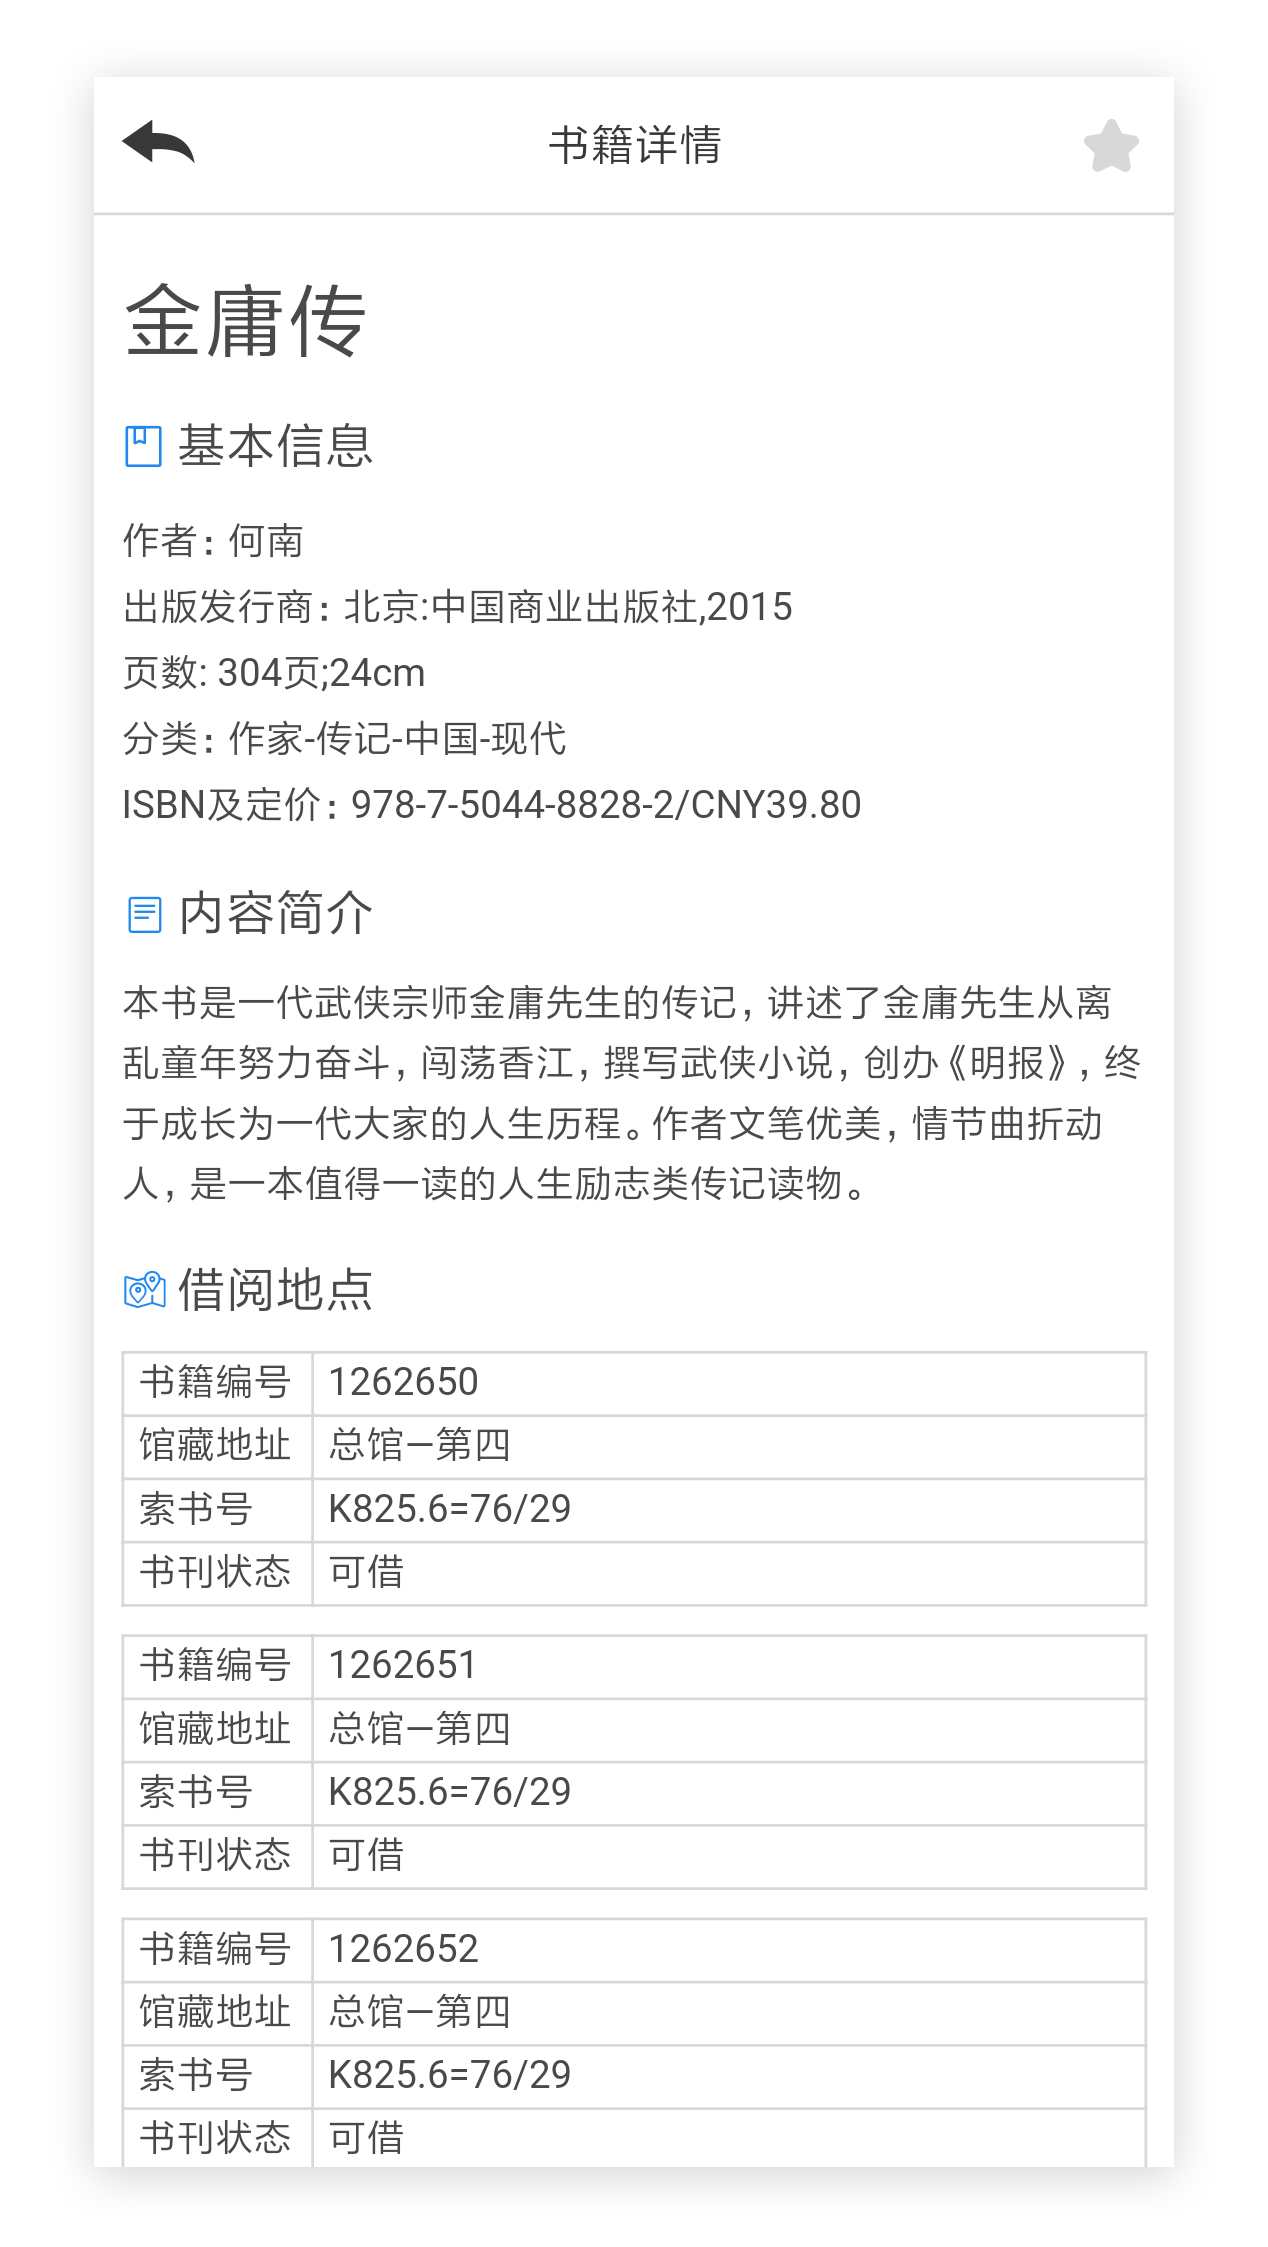 书籍详情
金庸传
基本信息
作者：何南
出版发行商：北京:中国商业出版社,2015
页数: 304页;24cm
分类：作家-传记-中国-现代
ISBN及定价：978-7-5044-8828-2/CNY39.80
内容简介
本书是一代武侠宗师金庸先生的传记，讲述了金庸先生从离
乱童年努力奋斗，闯荡香江，撰写武侠小说，创办《明报》，终
于成长为一代大家的人生历程。作者文笔优美，情节曲折动
人，是一本值得一读的人生励志类传记读物。
借阅地点
书籍编号 1262650
馆藏地址 总馆—第四
索书号 K825.6=76/29
书刊状态 可借
书籍编号 1262651
馆藏地址 总馆—第四
索书号 K825.6=76/29
书刊状态 可借
书籍编号 1262652
馆藏地址 总馆—第四
索书号 K825.6=76/29
书刊状态 可借